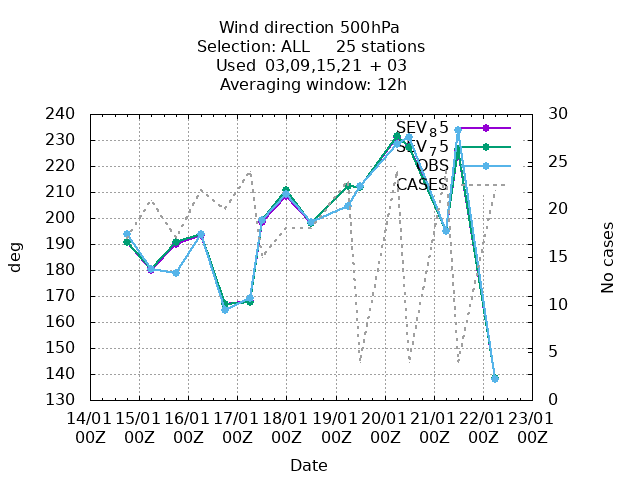 Wind direction 500hPa
Selection: ALL 25 stations
Used 03,09,15,21 + 03
Averaging window: 12h
240
230
220
210
200
190
180
170
160
150
140
130
deg
30
25
20
15
10
5
0
No cases
SEV_85
SEV_75
OBS
CASES
14/01 15/01 16/01 17/01 18/01 19/01 20/01 21/01 22/01 23/01
00Z 00Z 00Z 00Z 00Z 00Z 00Z 00Z 00Z 00Z
Date